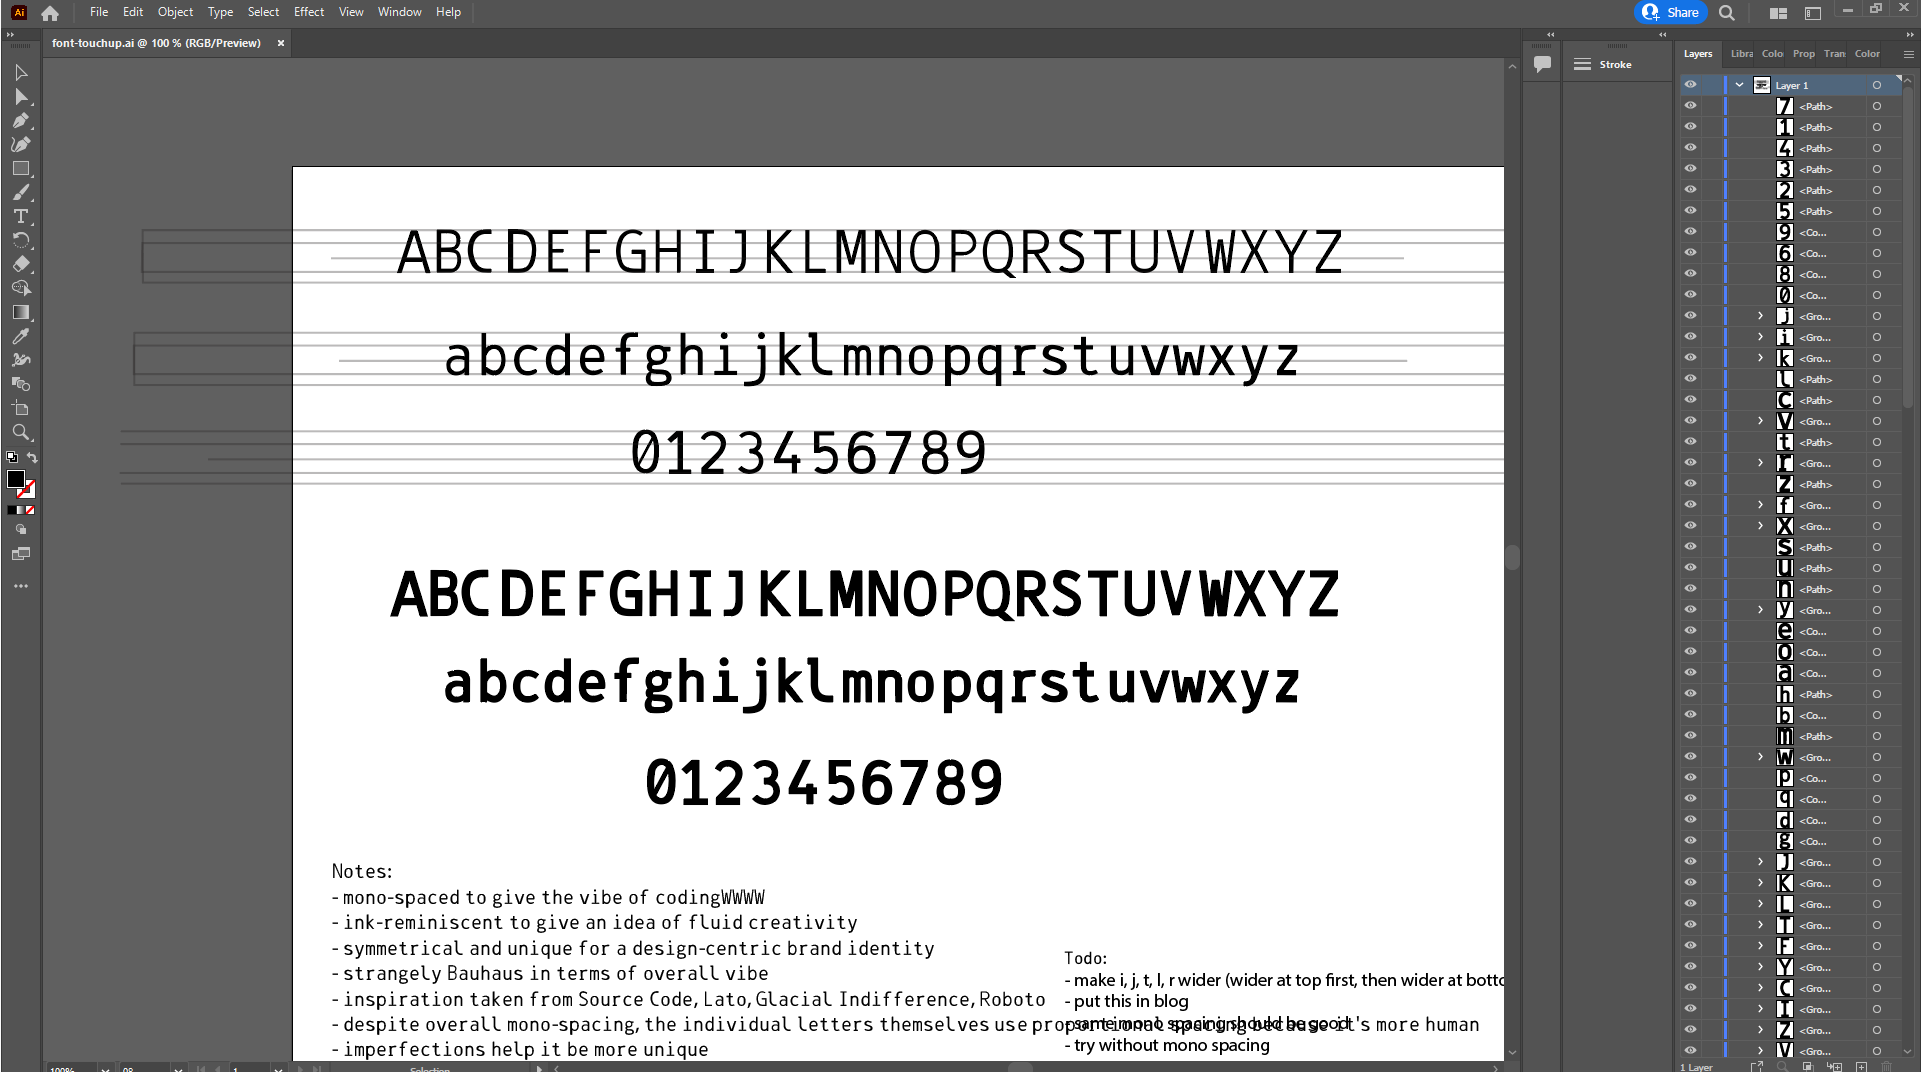 Ai File Edit Object Type Select Effect View Window Help Share
font-touchup.ai @ 100 % (RGB/Preview) ×
Stroke
Layers Libra Colo Prop Tran Color
Layer 1
ABCDEFGHIJKLMNOPQRSTUVWXYZ
abcdefghijklmnopqrstuvwxyz
0123456789
ABCDEFGHIJKLMNOPQRSTUVWXYZ
abcdefghijklmnopqrstuvwxyz
0123456789
Notes:
- mono-spaced to give the vibe of codingWWWW
- ink-reminiscent to give an idea of fluid creativity
- symmetrical and unique for a design-centric brand identity
- strangely Bauhaus in terms of overall vibe
- inspiration taken from Source Code, Lato, Glacial Indifference, Roboto
- despite overall mono-spacing, the individual letters themselves use proportional spacing because it's more human
- imperfections help it be more unique
Todo:
- make i, j, t, l, r wider (wider at top first, then wider at botto
- put this in blog
- same mono spacing should be good
- try without mono spacing
7 <Path>
1 <Path>
4 <Path>
3 <Path>
2 <Path>
5 <Path>
9 <Co...
6 <Co...
8 <Co...
0 <Co...
j <Gro...
i <Gro...
k <Gro...
l <Path>
c <Path>
v <Gro...
t <Path>
r <Gro...
z <Path>
f <Gro...
x <Gro...
s <Path>
u <Path>
n <Path>
y <Gro...
e <Co...
o <Co...
a <Co...
h <Path>
b <Co...
m <Path>
w <Gro...
p <Co...
q <Co...
d <Co...
g <Co...
J <Gro...
K <Gro...
L <Gro...
T <Gro...
F <Gro...
Y <Gro...
C <Gro...
I <Gro...
Z <Gro...
V <Gro...
1 Layer
100% 1 Selection